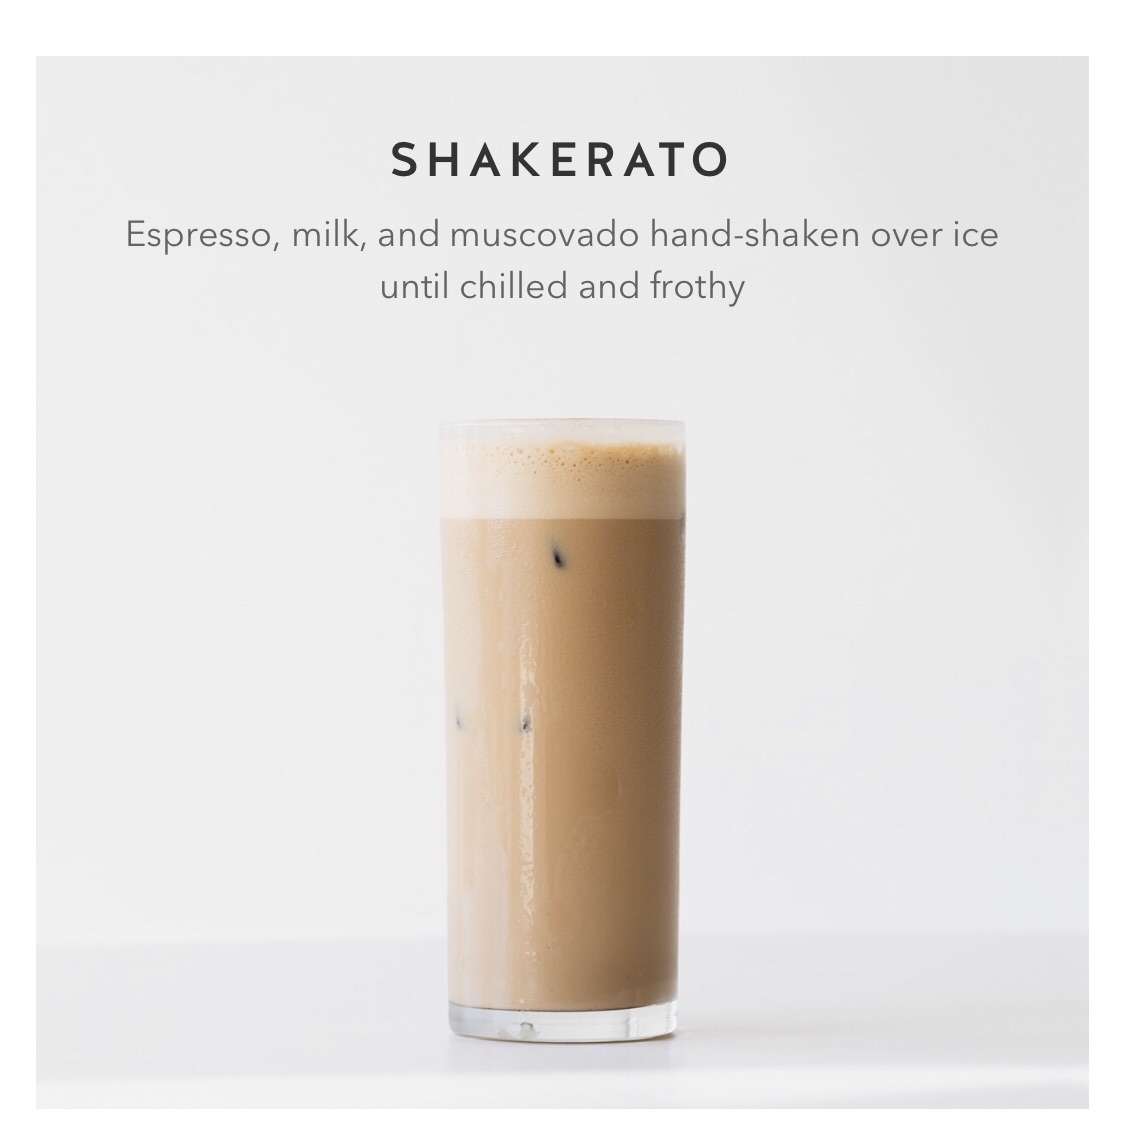 SHAKERATO
Espresso, milk, and muscovado hand-shaken over ice
until chilled and frothy